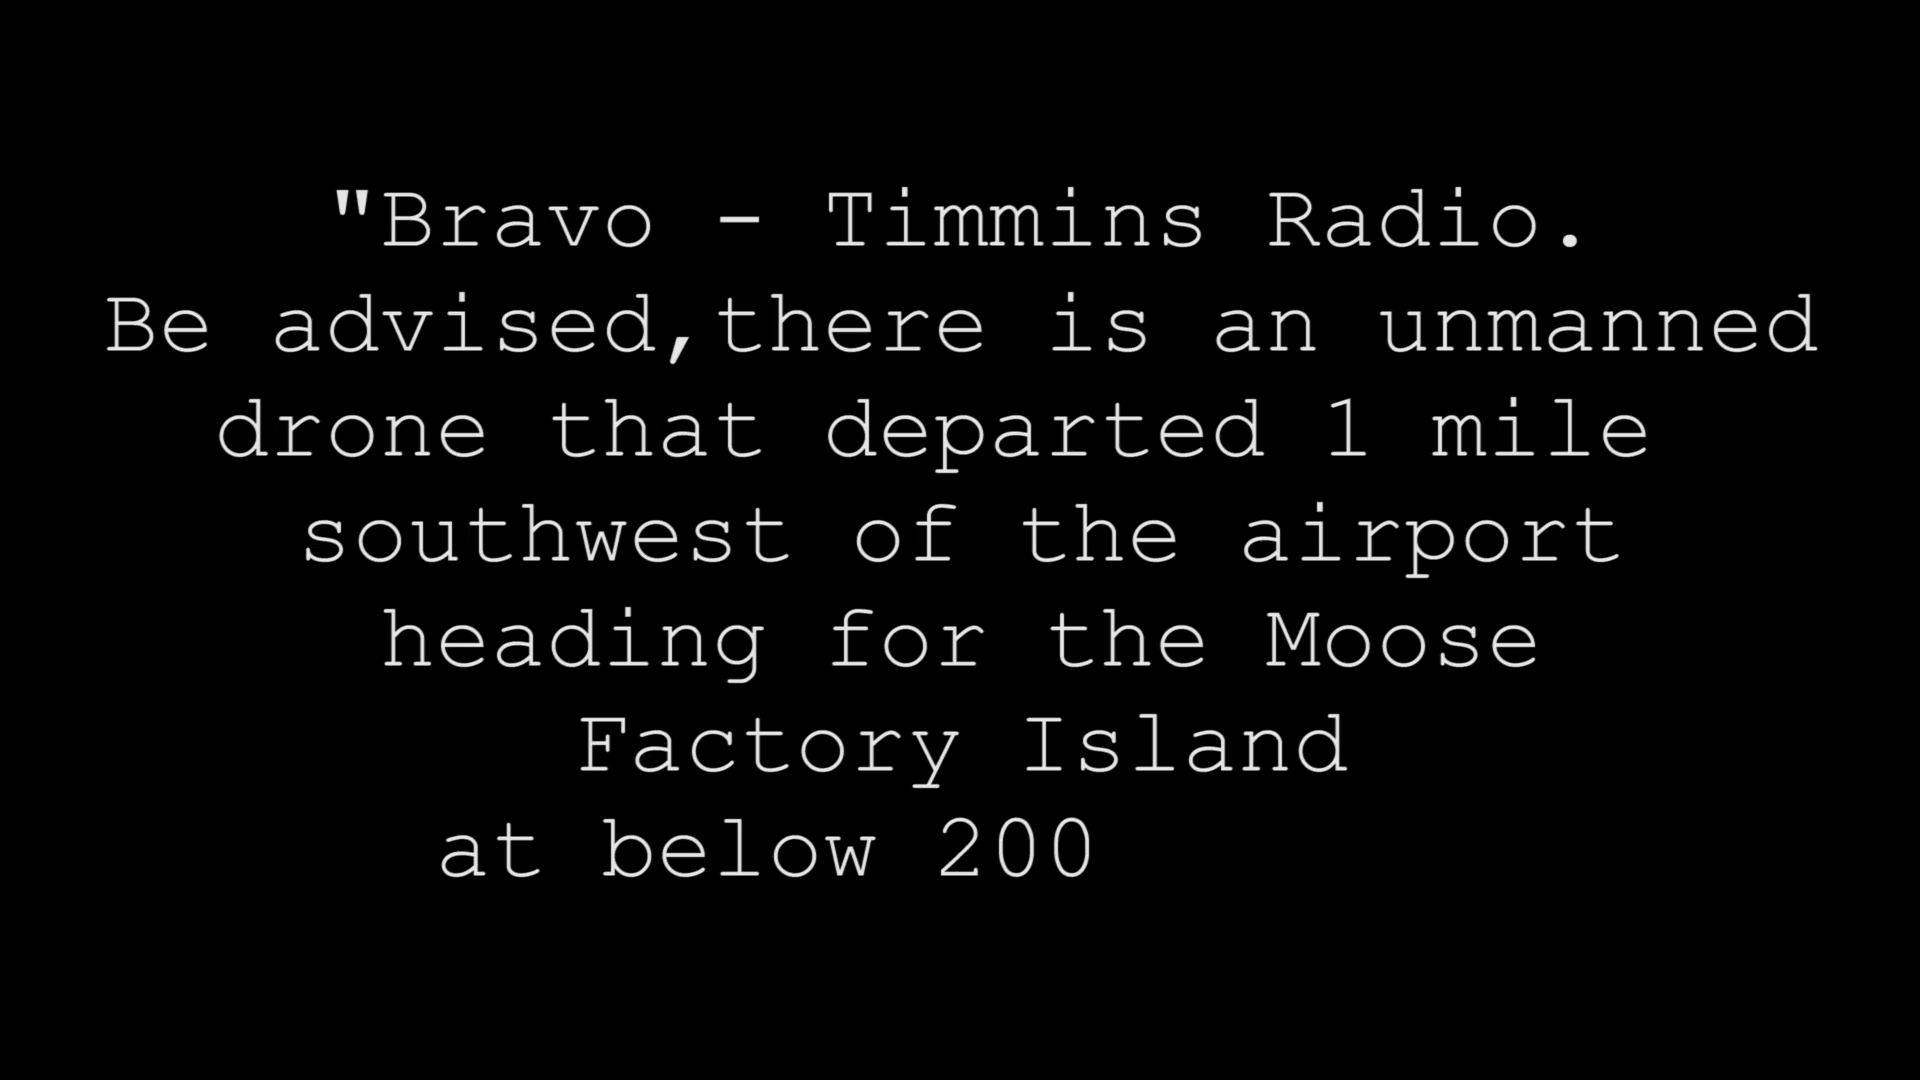 "Bravo - Timmins Radio.
Be advised,there is an unmanned
drone that departed 1 mile
southwest of the airport
heading for the Moose
Factory Island
at below 200